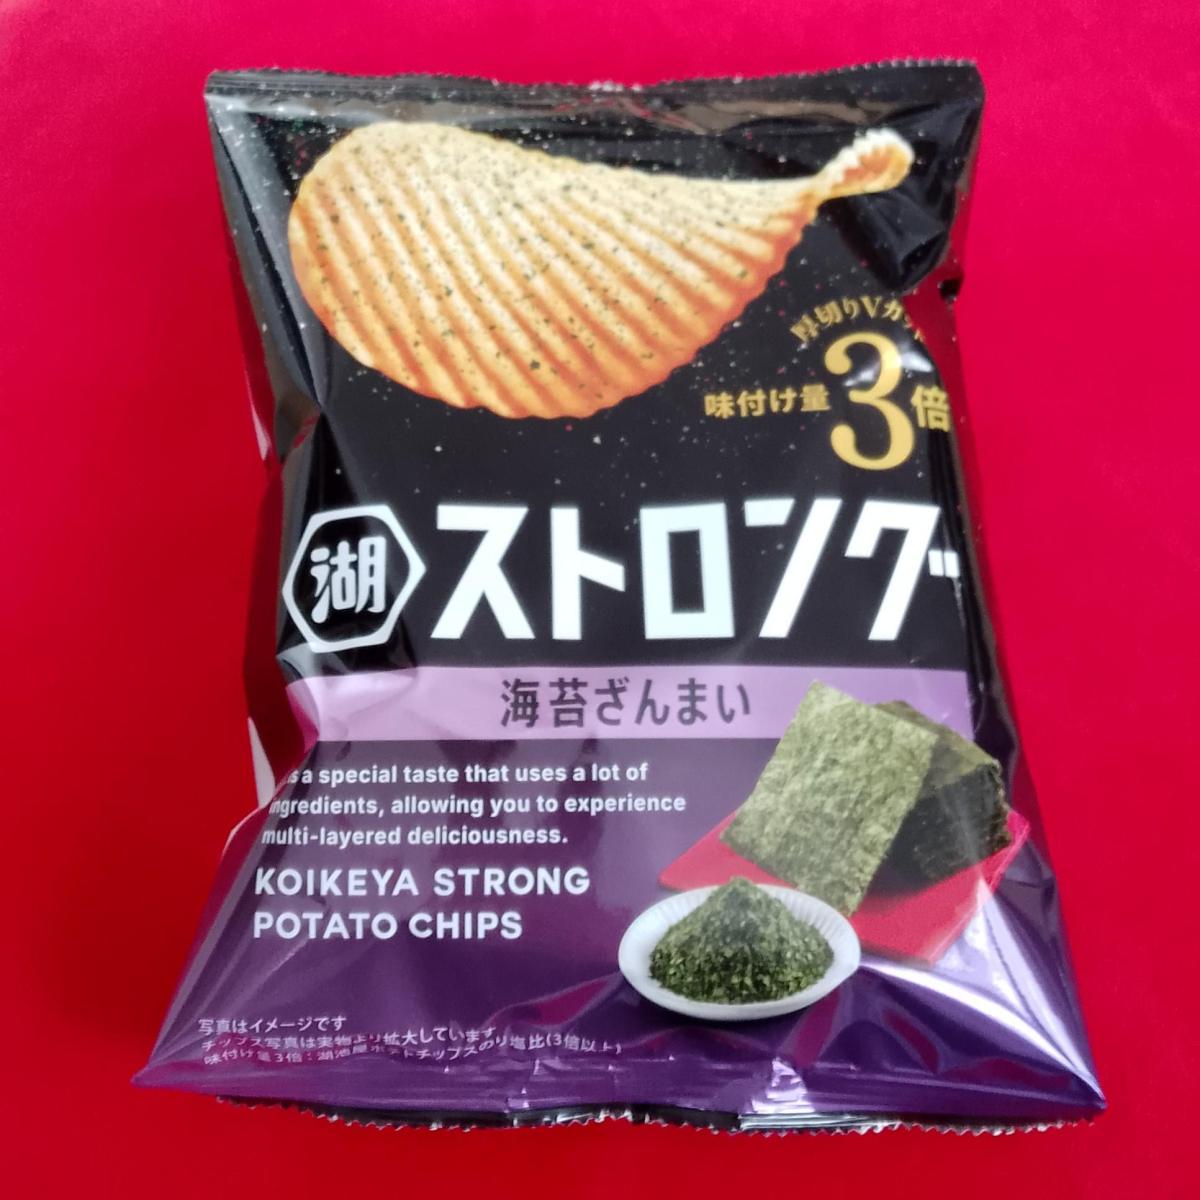 厚切りVカット
味付け量3倍
湖 ストロング
海苔ざんまい
is a special taste that uses a lot of
ingredients, allowing you to experience
multi-layered deliciousness.
KOIKEYA STRONG
POTATO CHIPS
写真はイメージです
チップス写真は実物より拡大しています
味付け量3倍：湖池屋ポテトチップスのり塩比(3倍以上)